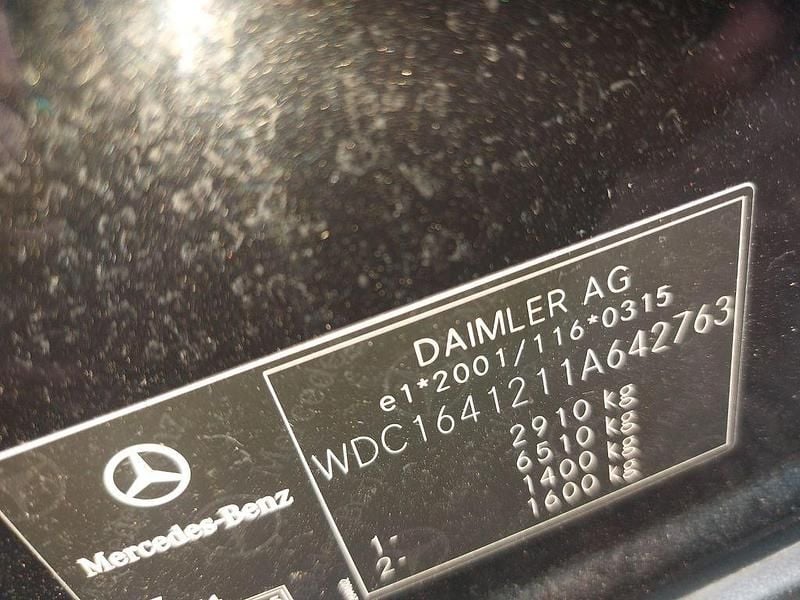 DAIMLER AG
e1*2001/116*0315
WDC1641211A642763
2910 kg
6510 kg
1- 1400 kg
2- 1600 kg
Mercedes-Benz